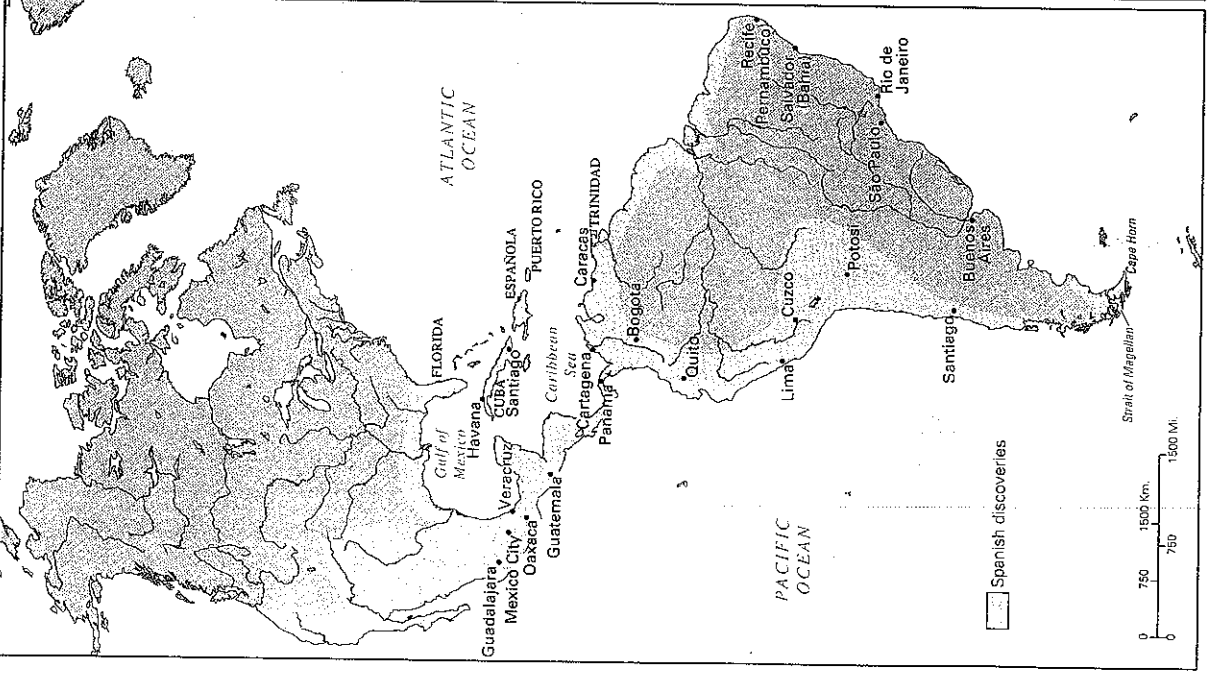 ATLANTIC
OCEAN
FLORIDA
Gulf of
Mexico
Havana
CUBA
Santiago
ESPAÑOLA
PUERTO RICO
Caribbean
Sea
Guadalajara
Mexico City
Veracruz
Oaxaca
Guatemala
Cartagena
Panama
Caracas
TRINIDAD
Bogota
Quito
Recife
(Pernambuco)
Salvador
(Bahia)
Rio de
Janeiro
São Paulo
Lima
Cuzco
Potosí
PACIFIC
OCEAN
Santiago
Buenos
Aires
Strait of Magellan
Cape Horn
Spanish discoveries
0 750 1500 Km.
0 750 1500 Mi.